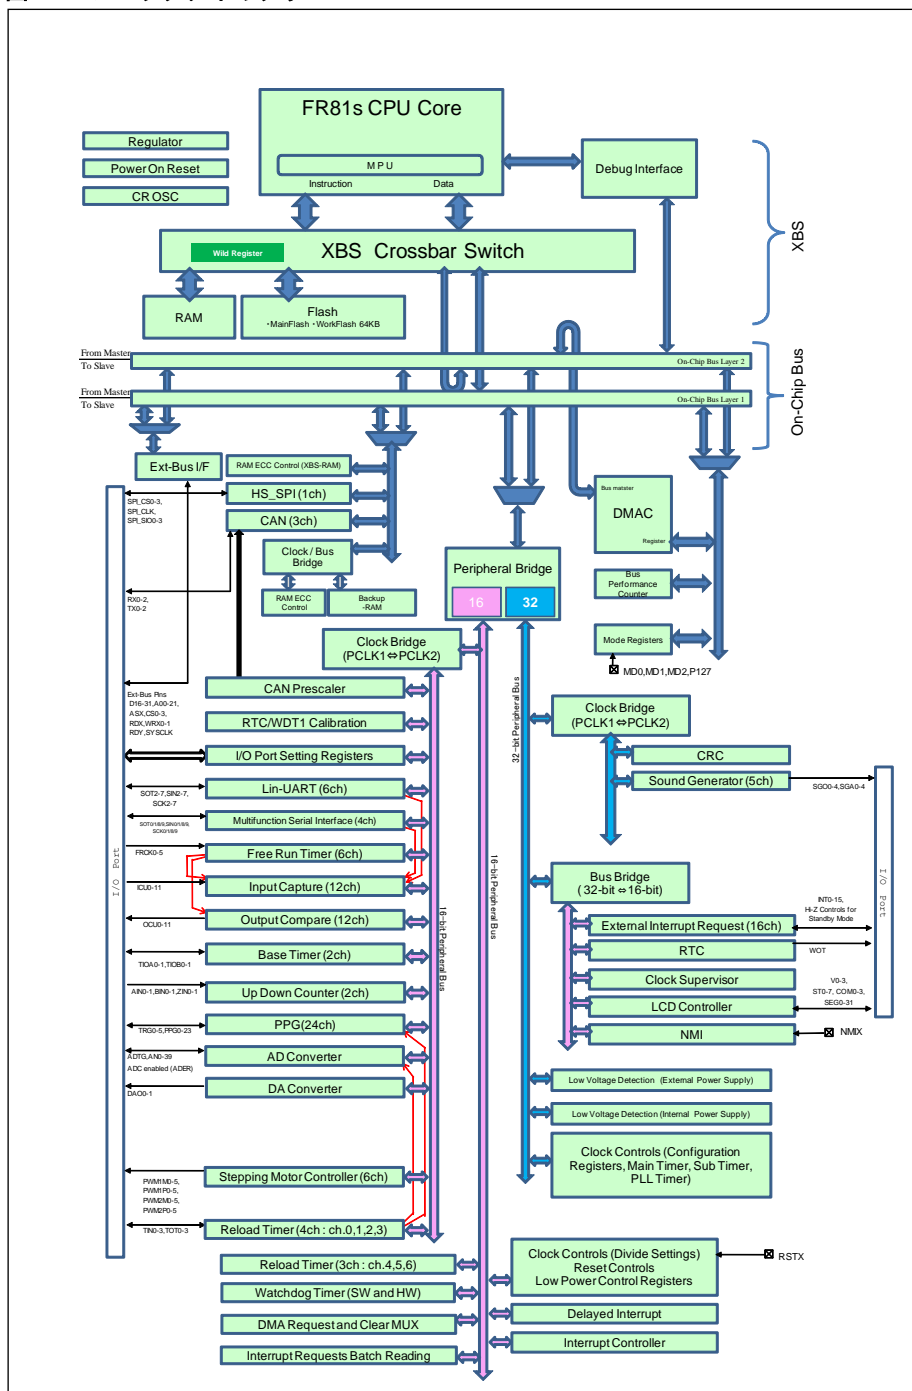 FR81s CPU Core
MPU
Instruction
Data
Debug Interface
Regulator
Power On Reset
CR OSC
XBS
Wild Register
XBS Crossbar Switch
RAM
Flash
・MainFlash ・WorkFlash 64KB
From Master
To Slave
On-Chip Bus Layer 2
From Master
To Slave
On-Chip Bus Layer 1
On-Chip Bus
Ext-Bus I/F
RAM ECC Control (XBS-RAM)
HS_SPI (1ch)
SPI_CS0-3,
SPI_CLK,
SPI_SIO0-3
CAN (3ch)
Clock / Bus
Bridge
RAM ECC
Control
Backup
-RAM
RX0-2,
TX0-2
Bus matster
DMAC
Register
Bus
Performance
Counter
Mode Registers
MD0,MD1,MD2,P127
Peripheral Bridge
16
32
Clock Bridge
(PCLK1⇔PCLK2)
CAN Prescaler
Ext-Bus Pins
D16-31,A00-21,
ASX,CS0-3,
RDX,WRX0-1
RDY,SYSCLK
RTC/WDT1 Calibration
I/O Port Setting Registers
Lin-UART (6ch)
SOT2-7,SIN2-7,
SCK2-7
Multifunction Serial Interface (4ch)
SOT0/1/8/9,SIN0/1/8/9,
SCK0/1/8/9
Free Run Timer (6ch)
FRCK0-5
Input Capture (12ch)
ICU0-11
Output Compare (12ch)
OCU0-11
Base Timer (2ch)
TIOA0-1,TIOB0-1
Up Down Counter (2ch)
AIN0-1,BIN0-1,ZIN0-1
PPG(24ch)
TRG0-5,PPG0-23
AD Converter
ADTG,AN0-39
ADC enabled (ADER)
DA Converter
DAO0-1
Stepping Motor Controller (6ch)
PWM1M0-5,
PWM1P0-5,
PWM2M0-5,
PWM2P0-5
Reload Timer (4ch : ch.0,1,2,3)
TIN0-3,TOT0-3
I/O Port
16-bit Peripheral Bus
16-bit Peripheral Bus
32-bit Peripheral Bus
Clock Bridge
(PCLK1⇔PCLK2)
CRC
Sound Generator (5ch)
SGO0-4,SGA0-4
I/O Port
Bus Bridge
(32-bit ⇔16-bit)
External Interrupt Request (16ch)
INT0-15,
Hi-Z Controls for
Standby Mode
RTC
WOT
Clock Supervisor
LCD Controller
V0-3,
ST0-7, COM0-3,
SEG0-31
NMI
NMIX
Low Voltage Detection (External Power Supply)
Low Voltage Detection (Internal Power Supply)
Clock Controls (Configuration
Registers, Main Timer, Sub Timer,
PLL Timer)
Reload Timer (3ch : ch.4,5,6)
Watchdog Timer (SW and HW)
DMA Request and Clear MUX
Interrupt Requests Batch Reading
Clock Controls (Divide Settings)
Reset Controls
Low Power Control Registers
RSTX
Delayed Interrupt
Interrupt Controller